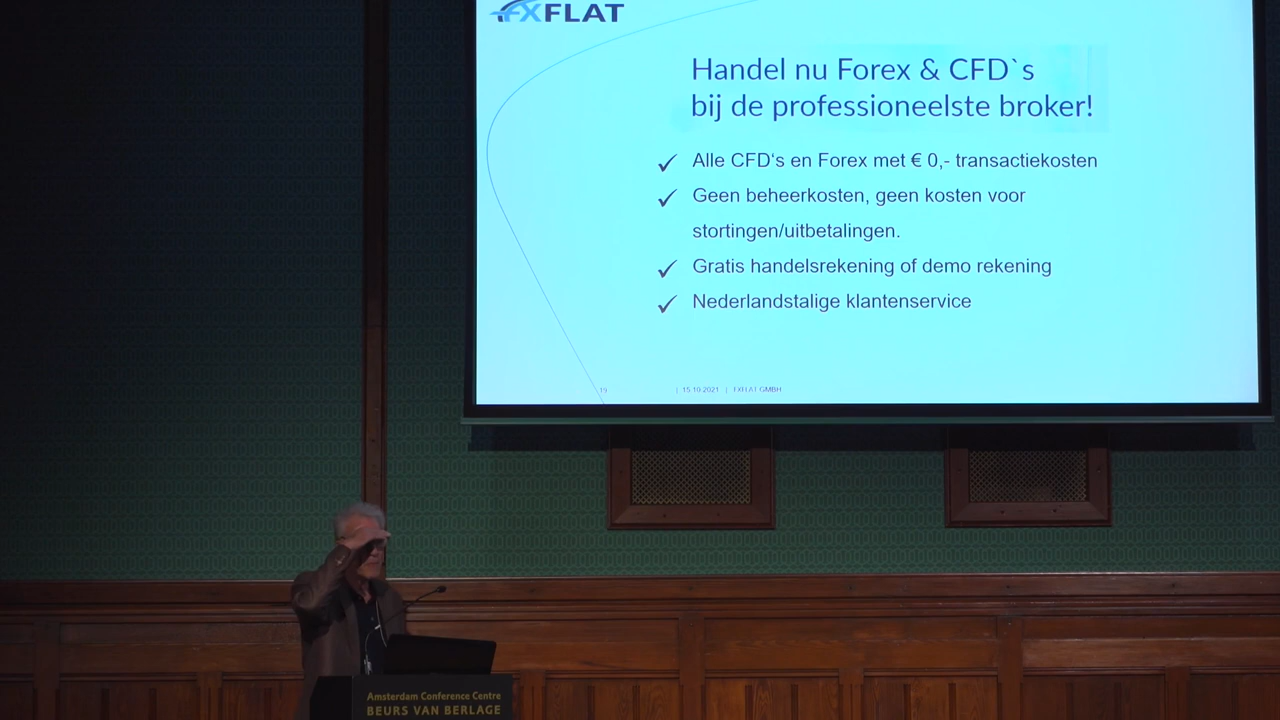 FXFLAT
Handel nu Forex & CFD`s
bij de professioneelste broker!
Alle CFD's en Forex met € 0,- transactiekosten
Geen beheerkosten, geen kosten voor
stortingen/uitbetalingen.
Gratis handelsrekening of demo rekening
Nederlandstalige klantenservice
19 | 15.10.2021 | FXFLAT GMBH
Amsterdam Conference Centre
BEURS VAN BERLAGE